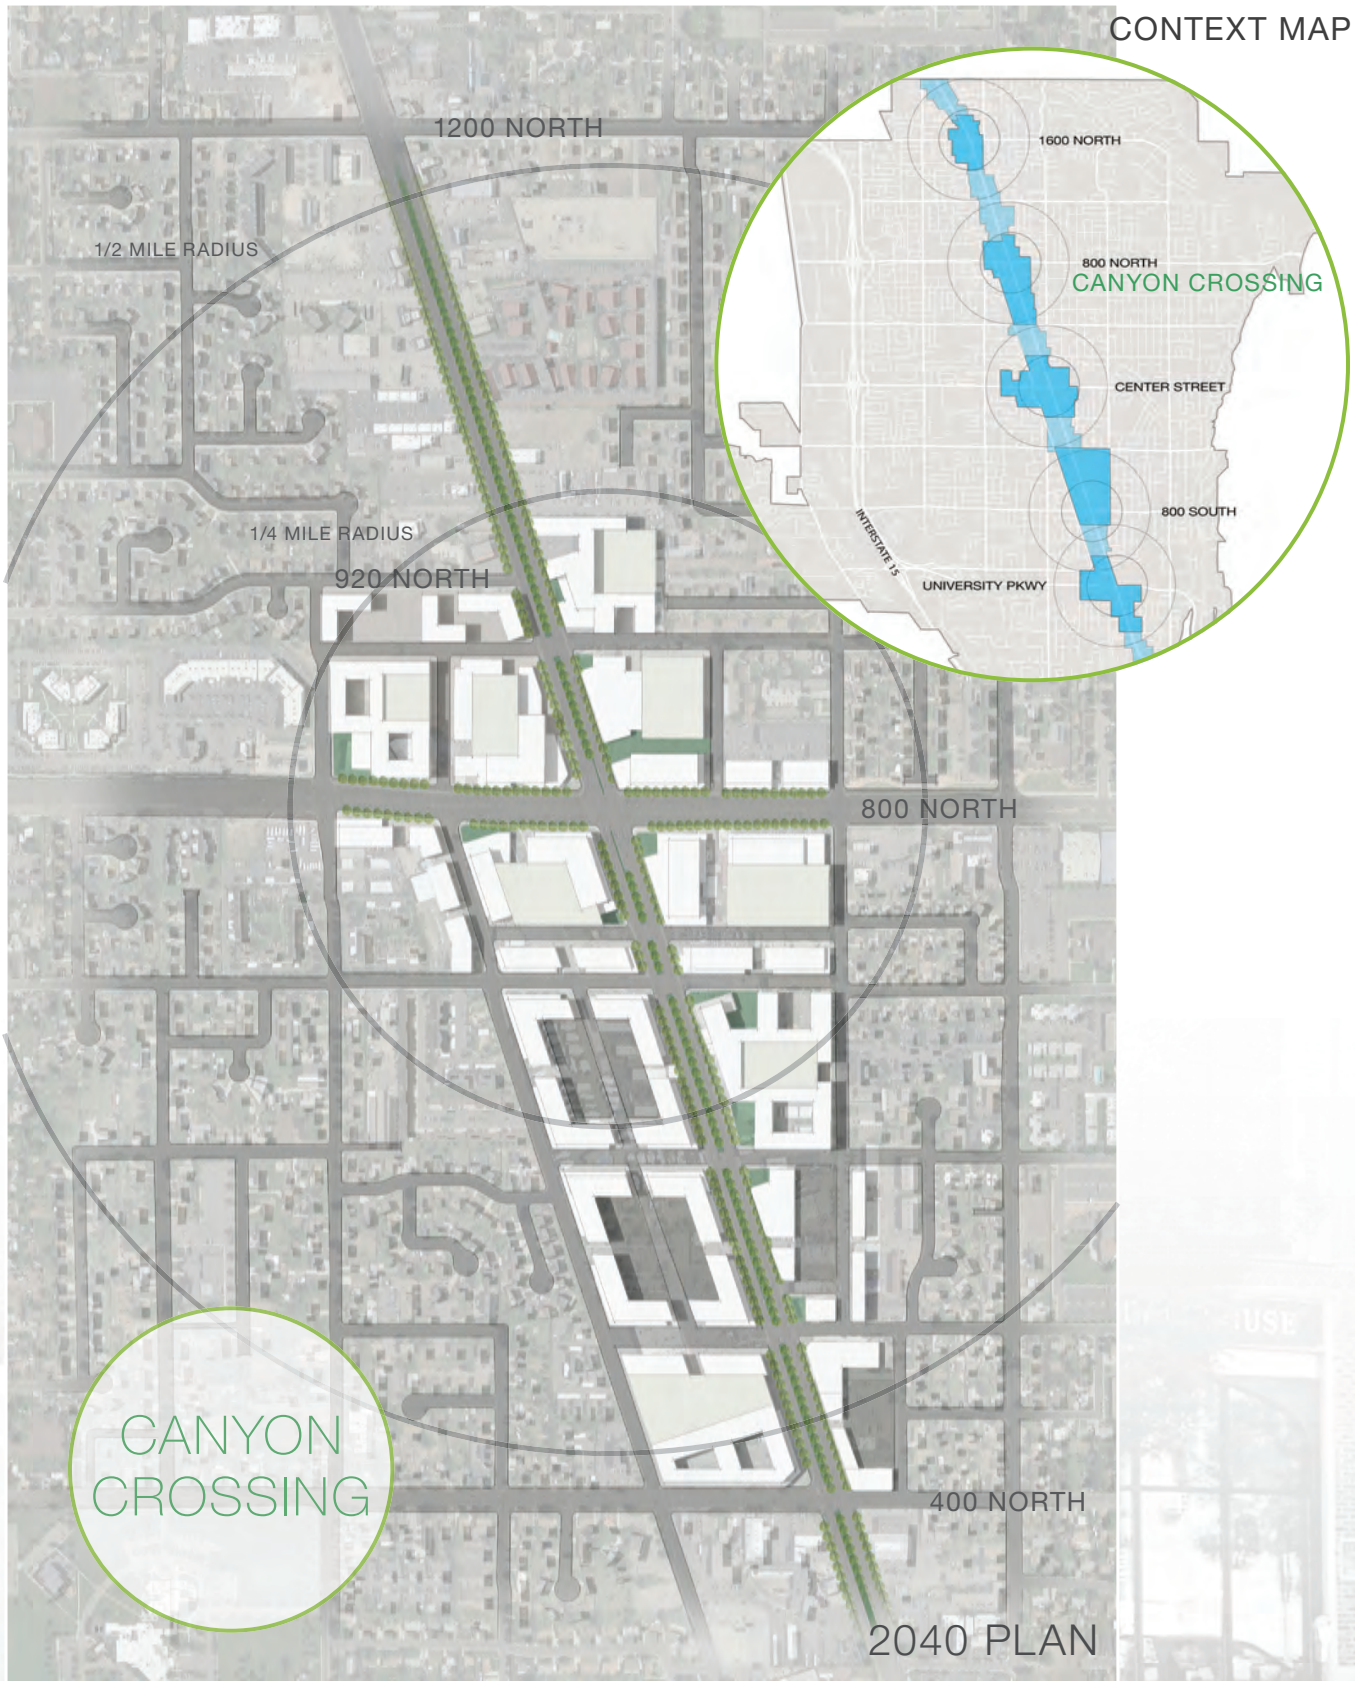 CONTEXT MAP
1200 NORTH
1600 NORTH
1/2 MILE RADIUS
800 NORTH
CANYON CROSSING
CENTER STREET
800 SOUTH
INTERSTATE 15
1/4 MILE RADIUS
920 NORTH
UNIVERSITY PKWY
800 NORTH
CANYON
CROSSING
400 NORTH
2040 PLAN